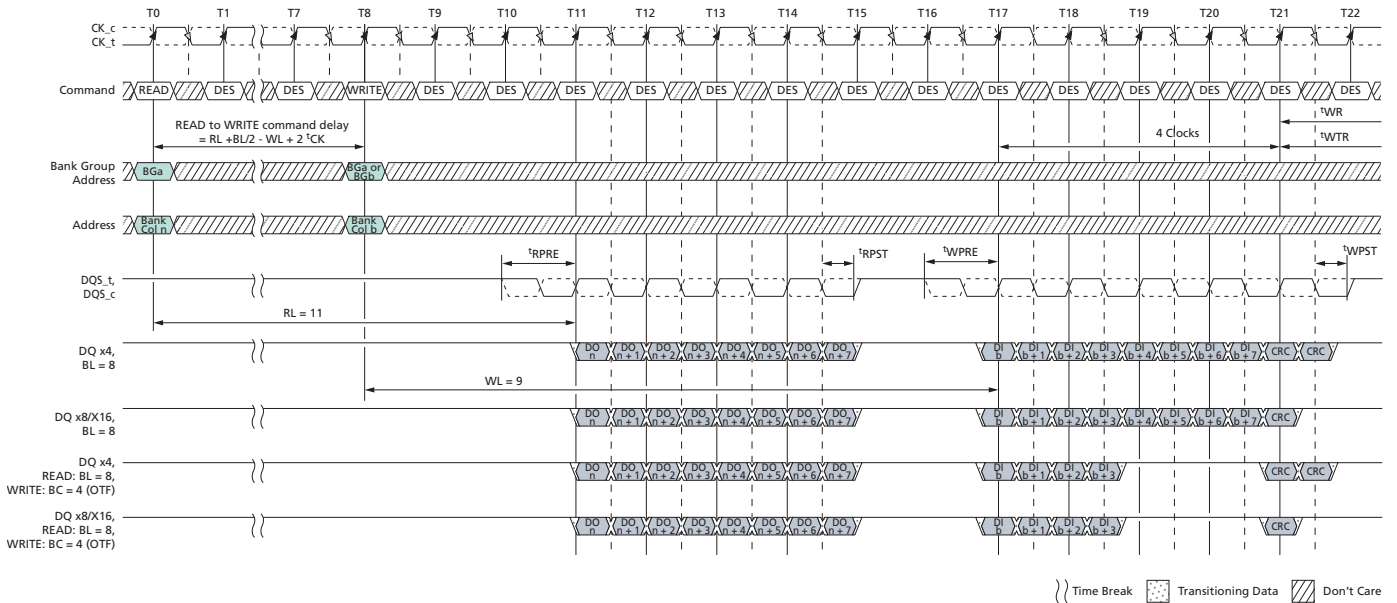 T0 T1 T7 T8 T9 T10 T11 T12 T13 T14 T15 T16 T17 T18 T19 T20 T21 T22
CK_c
CK_t
Command READ DES DES WRITE DES DES DES DES DES DES DES DES DES DES DES DES DES DES
tWR
READ to WRITE command delay
= RL +BL/2 - WL + 2 tCK
4 Clocks
tWTR
Bank Group
Address
BGa
BGa or
BGb
Address
Bank
Col n
Bank
Col b
tRPRE tRPST tWPRE tWPST
DQS_t,
DQS_c
RL = 11
DQ x4,
BL = 8
DO n DO n + 1 DO n + 2 DO n + 3 DO n + 4 DO n + 5 DO n + 6 DO n + 7 DI b DI b + 1 DI b + 2 DI b + 3 DI b + 4 DI b + 5 DI b + 6 DI b + 7 CRC CRC
WL = 9
DQ x8/X16,
BL = 8
DO n DO n + 1 DO n + 2 DO n + 3 DO n + 4 DO n + 5 DO n + 6 DO n + 7 DI b DI b + 1 DI b + 2 DI b + 3 DI b + 4 DI b + 5 DI b + 6 DI b + 7 CRC
DQ x4,
READ: BL = 8,
WRITE: BC = 4 (OTF)
DO n DO n + 1 DO n + 2 DO n + 3 DO n + 4 DO n + 5 DO n + 6 DO n + 7 DI b DI b + 1 DI b + 2 DI b + 3 CRC CRC
DQ x8/X16,
READ: BL = 8,
WRITE: BC = 4 (OTF)
DO n DO n + 1 DO n + 2 DO n + 3 DO n + 4 DO n + 5 DO n + 6 DO n + 7 DI b DI b + 1 DI b + 2 DI b + 3 CRC
Time Break Transitioning Data Don't Care